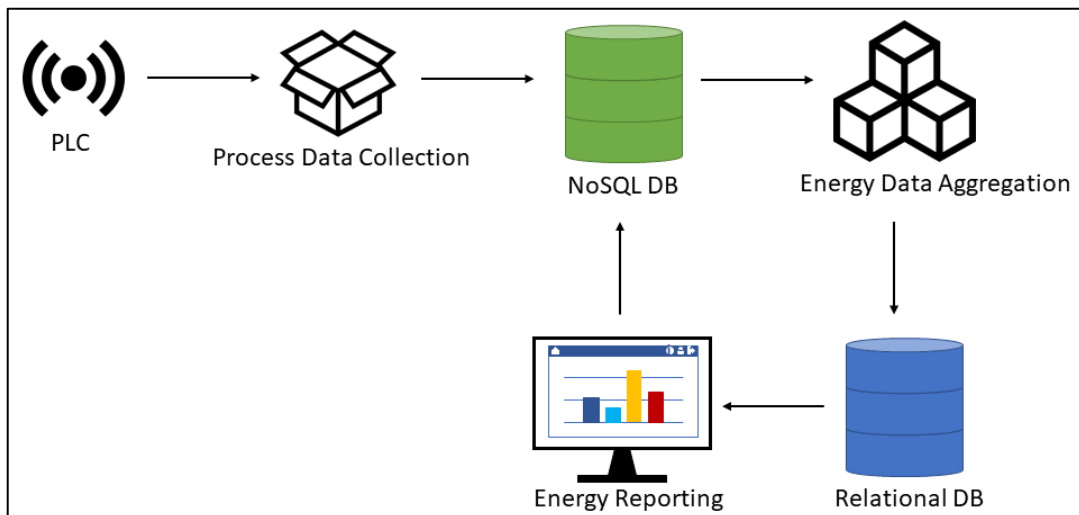 PLC
Process Data Collection
NoSQL DB
Energy Data Aggregation
Energy Reporting
Relational DB